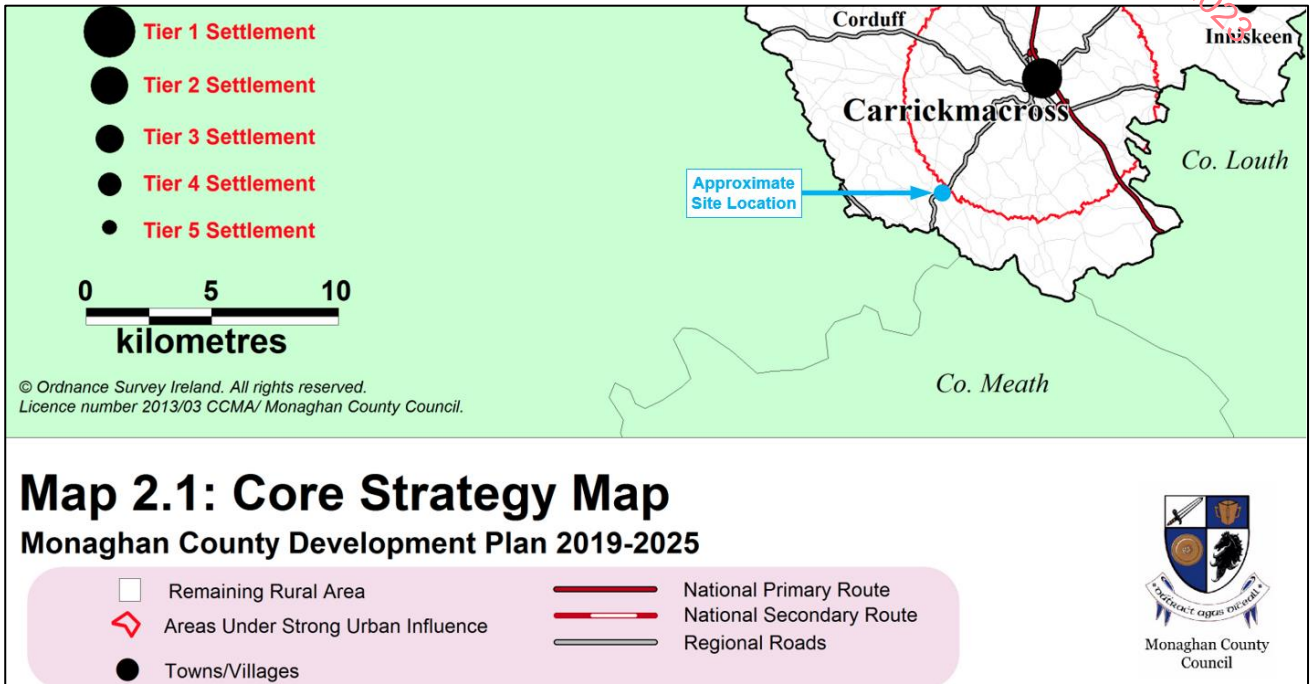 Tier 1 Settlement
Tier 2 Settlement
Tier 3 Settlement
Tier 4 Settlement
Tier 5 Settlement
0 5 10
kilometres
© Ordnance Survey Ireland. All rights reserved.
Licence number 2013/03 CCMA/ Monaghan County Council.
Corduff
023
Inniskeen
Carrickmacross
Co. Louth
Approximate
Site Location
Co. Meath
Map 2.1: Core Strategy Map
Monaghan County Development Plan 2019-2025
Remaining Rural Area
Areas Under Strong Urban Influence
Towns/Villages
National Primary Route
National Secondary Route
Regional Roads
Dútract agus Díceall
Monaghan County
Council